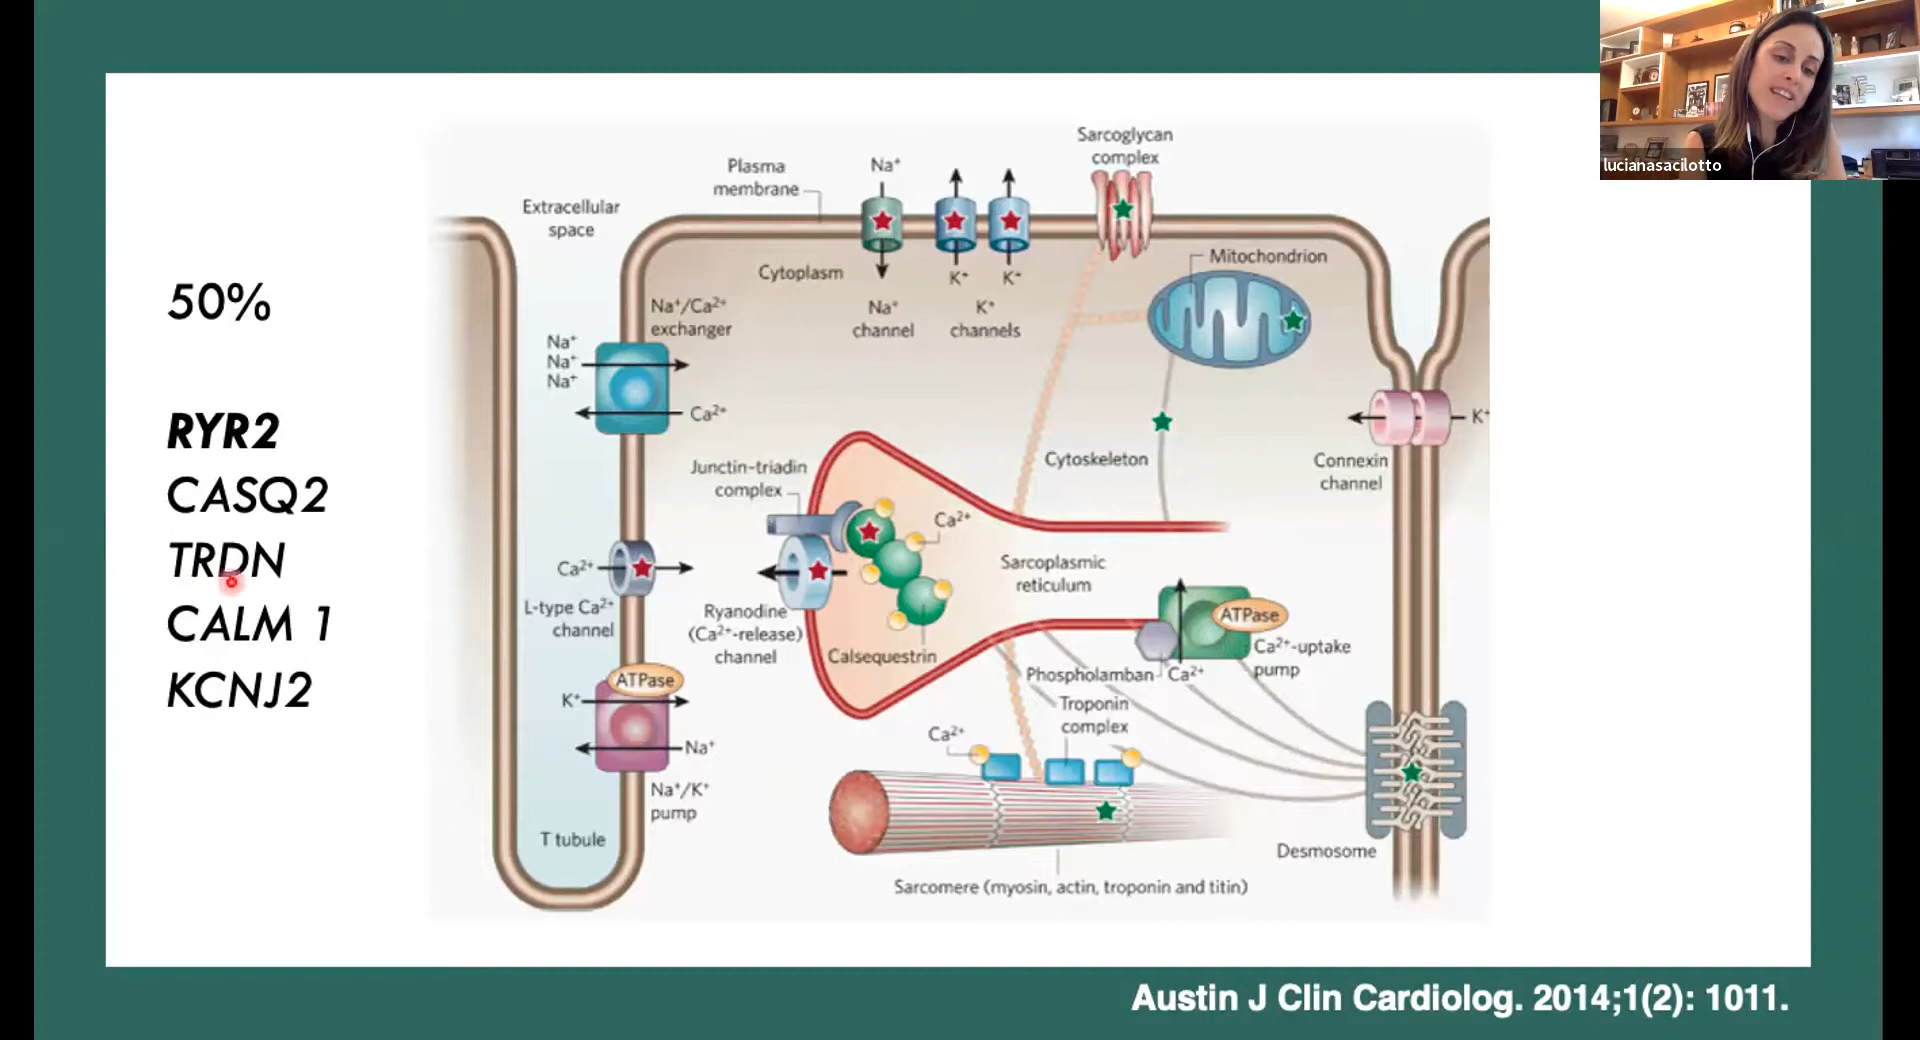 lucianasacilotto
50%
RYR2
CASQ2
TRDN
CALM 1
KCNJ2
Extracellular
space
Plasma
membrane
Na⁺
Sarcoglycan
complex
Mitochondrion
Cytoplasm
K⁺
K⁺
Na⁺
channel
K⁺
channels
Na⁺/Ca²⁺
exchanger
Na⁺
Na⁺
Na⁺
Ca²⁺
K⁺
Connexin
channel
Cytoskeleton
Junctin-triadin
complex
Ca²⁺
Ca²⁺
L-type Ca²⁺
channel
Sarcoplasmic
reticulum
Ryanodine
(Ca²⁺-release)
channel
Calsequestrin
ATPase
Ca²⁺-uptake
pump
Phospholamban
Ca²⁺
ATPase
K⁺
Na⁺
Na⁺/K⁺
pump
Troponin
complex
Ca²⁺
T tubule
Desmosome
Sarcomere (myosin, actin, troponin and titin)
Austin J Clin Cardiolog. 2014;1(2): 1011.